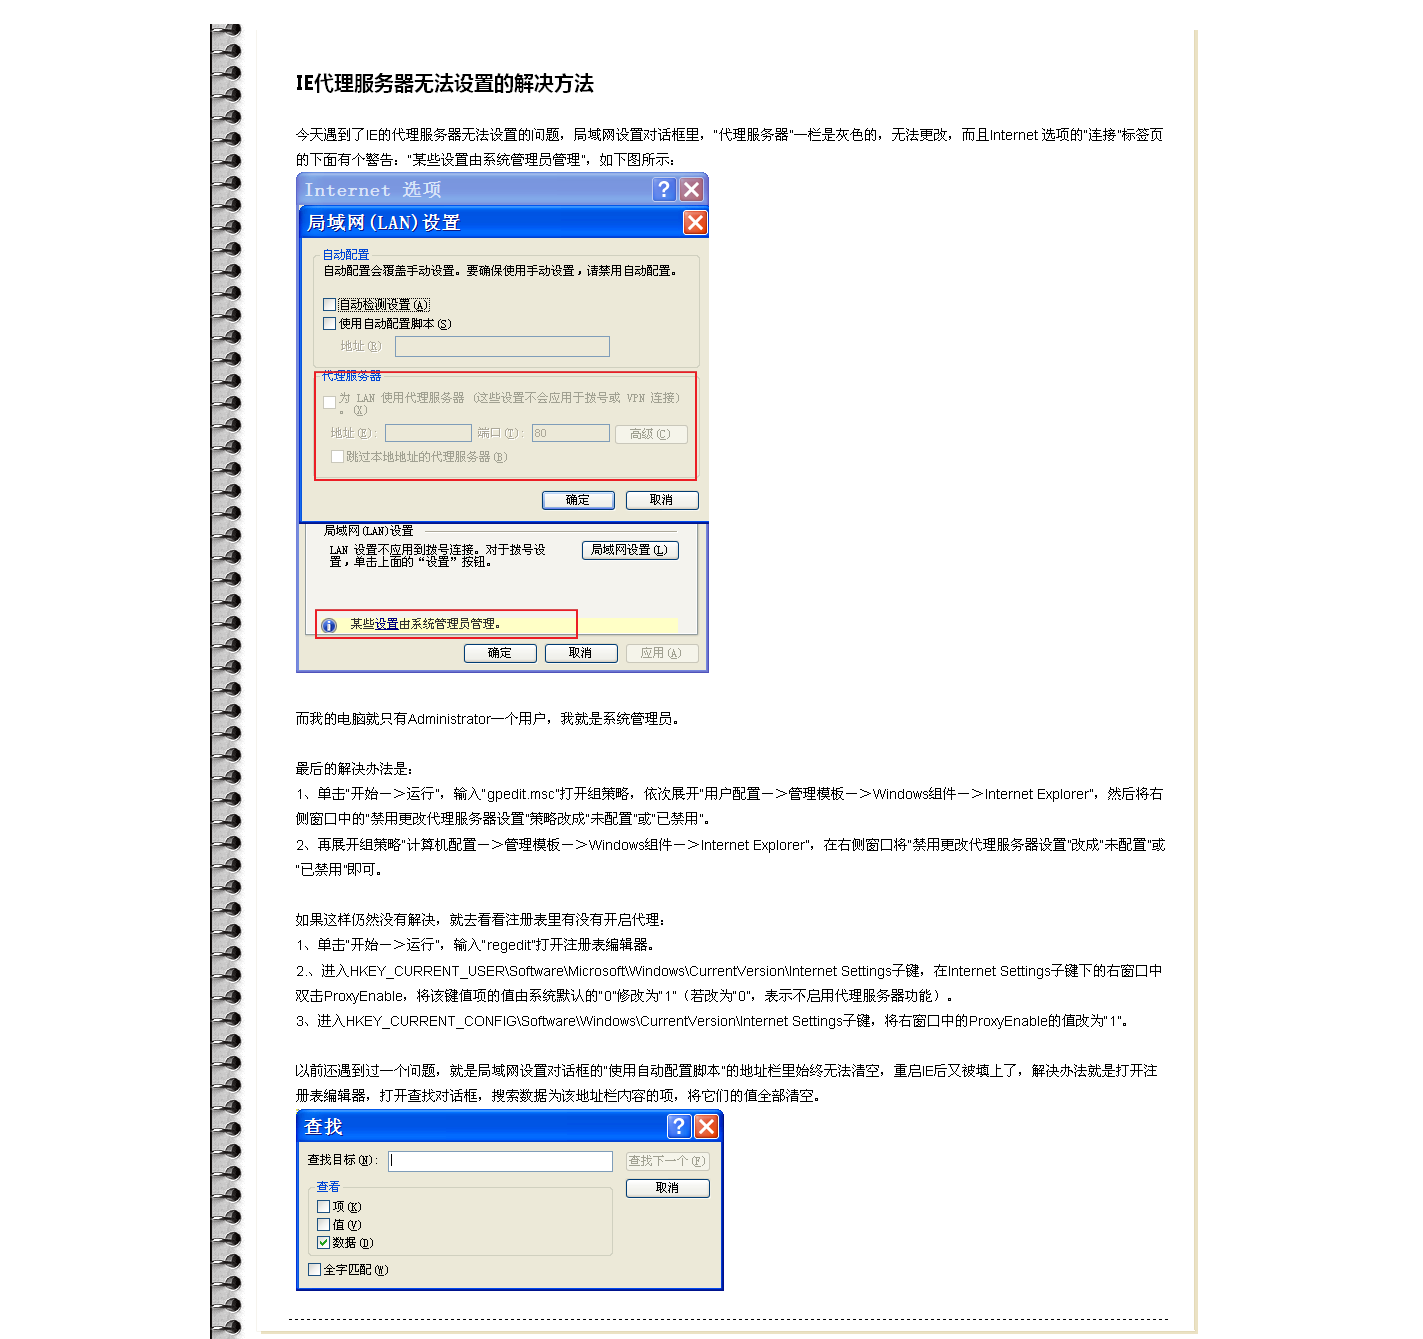 IE代理服务器无法设置的解决方法
今天遇到了IE的代理服务器无法设置的问题，局域网设置对话框里，"代理服务器"一栏是灰色的，无法更改，而且Internet 选项的"连接"标签页
的下面有个警告："某些设置由系统管理员管理"，如下图所示：
Internet 选项
局域网(LAN)设置
自动配置
自动配置会覆盖手动设置。要确保使用手动设置，请禁用自动配置。
自动检测设置(A)
使用自动配置脚本(S)
地址(R)
代理服务器
为 LAN 使用代理服务器 (这些设置不会应用于拨号或 VPN 连接)
。(X)
地址(E): 端口(T): 80 高级(C)
跳过本地地址的代理服务器(B)
确定 取消
局域网(LAN)设置
LAN 设置不应用到拨号连接。对于拨号设 局域网设置(L)
置，单击上面的“设置”按钮。
某些设置由系统管理员管理。
确定 取消 应用(A)
而我的电脑就只有Administrator一个用户，我就是系统管理员。
最后的解决办法是：
1、单击"开始—>运行"，输入"gpedit.msc"打开组策略，依次展开"用户配置—>管理模板—>Windows组件—>Internet Explorer"，然后将右
侧窗口中的"禁用更改代理服务器设置"策略改成"未配置"或"已禁用"。
2、再展开组策略"计算机配置—>管理模板—>Windows组件—>Internet Explorer"，在右侧窗口将"禁用更改代理服务器设置"改成"未配置"或
"已禁用"即可。
如果这样仍然没有解决，就去看看注册表里有没有开启代理：
1、单击"开始—>运行"，输入"regedit"打开注册表编辑器。
2.、进入HKEY_CURRENT_USER\Software\Microsoft\Windows\CurrentVersion\Internet Settings子键，在Internet Settings子键下的右窗口中
双击ProxyEnable，将该键值项的值由系统默认的"0"修改为"1"（若改为"0"，表示不启用代理服务器功能）。
3、进入HKEY_CURRENT_CONFIG\Software\Windows\CurrentVersion\Internet Settings子键，将右窗口中的ProxyEnable的值改为"1"。
以前还遇到过一个问题，就是局域网设置对话框的"使用自动配置脚本"的地址栏里始终无法清空，重启IE后又被填上了，解决办法就是打开注
册表编辑器，打开查找对话框，搜索数据为该地址栏内容的项，将它们的值全部清空。
查找
查找目标(N): 查找下一个(F)
查看 取消
项(K)
值(V)
数据(D)
全字匹配(W)